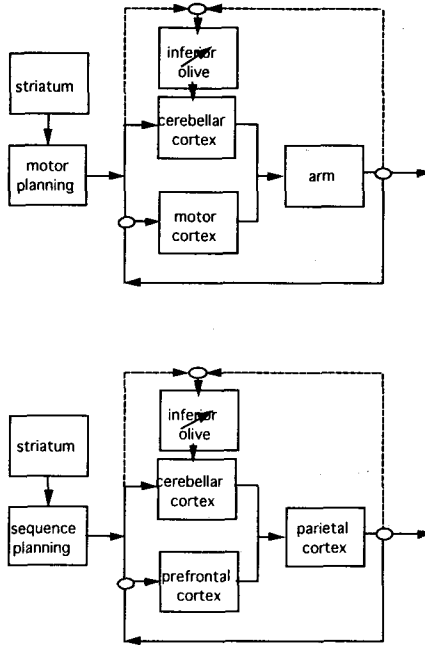 inferior
olive
striatum
cerebellar
cortex
motor
planning
arm
motor
cortex
inferior
olive
striatum
cerebellar
cortex
sequence
planning
parietal
cortex
prefrontal
cortex